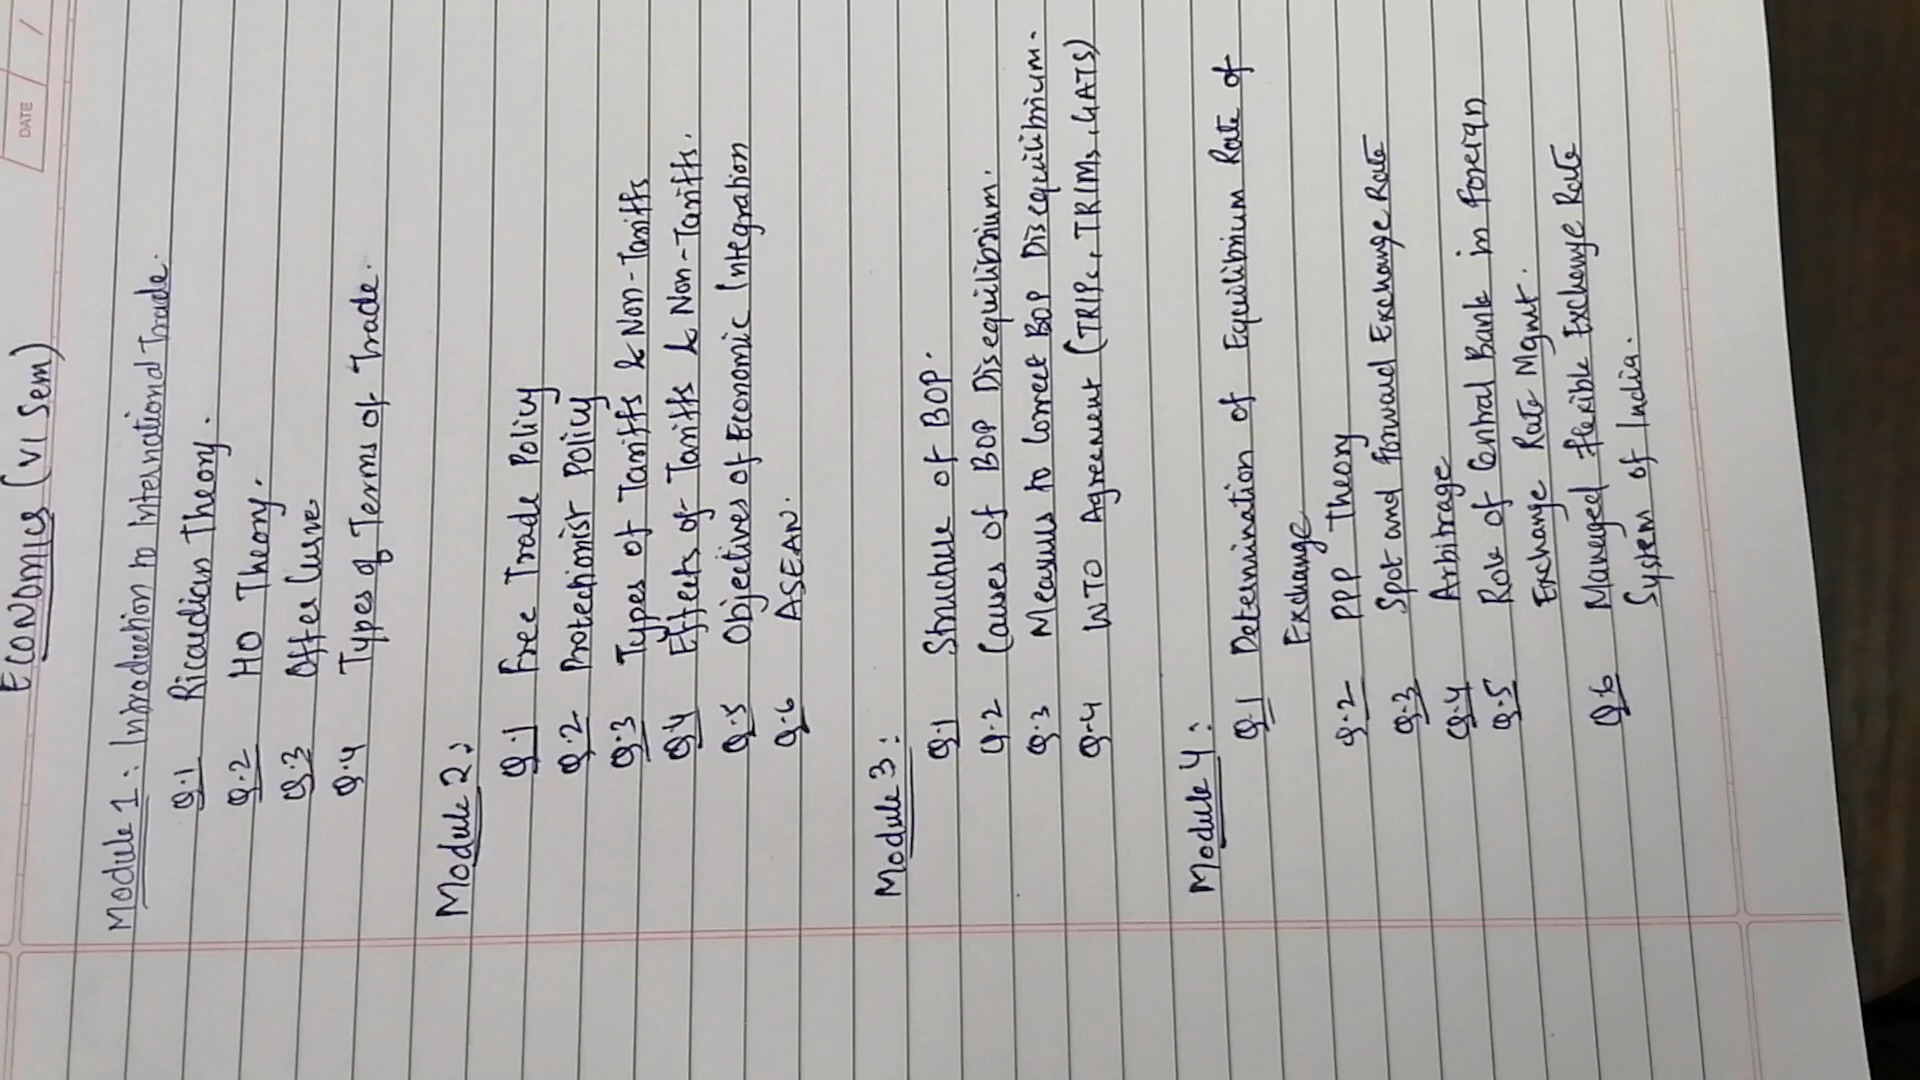 DATE /
ECONOMICS (VI Sem)
Module 1: Introduction to International Trade.
Q.1 Ricardian Theory.
Q.2 HO Theory.
Q.3 Offer Curve
Q.4 Types of Terms of Trade.
Module 2:
Q.1 Free Trade Policy
Q.2 Protectionist Policy
Q.3 Types of Tariffs & Non-Tariffs
Q.4 Effects of Tariffs & Non-Tariffs.
Q.5 Objectives of Economic Integration
Q.6 ASEAN.
Module 3:
Q.1 Structure of BOP.
Q.2 Causes of BOP Disequilibrium.
Q.3 Measures to Correct BOP Disequilibrium.
Q.4 WTO Agreement (TRIPs, TRIMs, GATS)
Module 4:
Q.1 Determination of Equilibrium Rate of
Exchange
Q.2 PPP Theory
Q.3 Spot and Forward Exchange Rate
Q.4 Arbitrage
Q.5 Role of Central Bank in Foreign
Exchange Rate Mgmt.
Q.6 Managed flexible Exchange Rate
System of India.